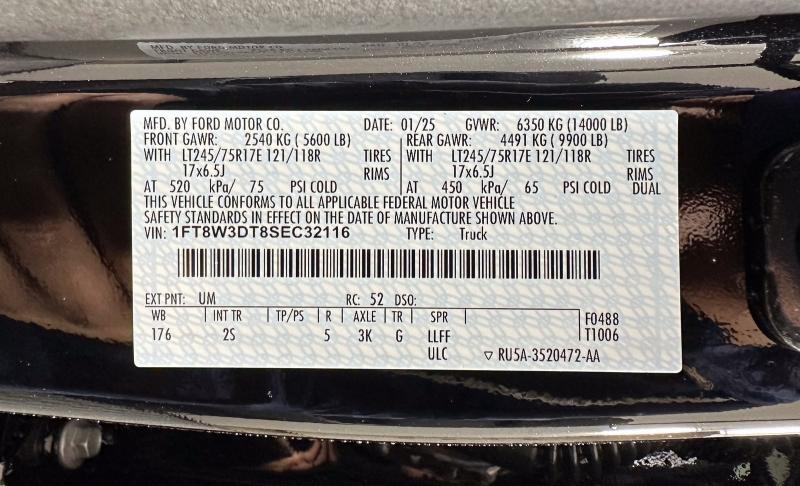 MFD. BY FORD MOTOR CO.
MFD. BY FORD MOTOR CO. DATE: 01/25 GVWR: 6350 KG (14000 LB)
FRONT GAWR: 2540 KG ( 5600 LB) REAR GAWR: 4491 KG ( 9900 LB)
WITH LT245/75R17E 121/118R TIRES WITH LT245/75R17E 121/118R TIRES
17x6.5J RIMS 17x6.5J RIMS
AT 520 kPa/ 75 PSI COLD AT 450 kPa/ 65 PSI COLD DUAL
THIS VEHICLE CONFORMS TO ALL APPLICABLE FEDERAL MOTOR VEHICLE
SAFETY STANDARDS IN EFFECT ON THE DATE OF MANUFACTURE SHOWN ABOVE.
VIN: 1FT8W3DT8SEC32116 TYPE: Truck
EXT PNT: UM RC: 52 DSO:
WB INT TR TP/PS R AXLE TR SPR F0488
176 2S 5 3K G LLFF T1006
ULC ▽ RU5A-3520472-AA